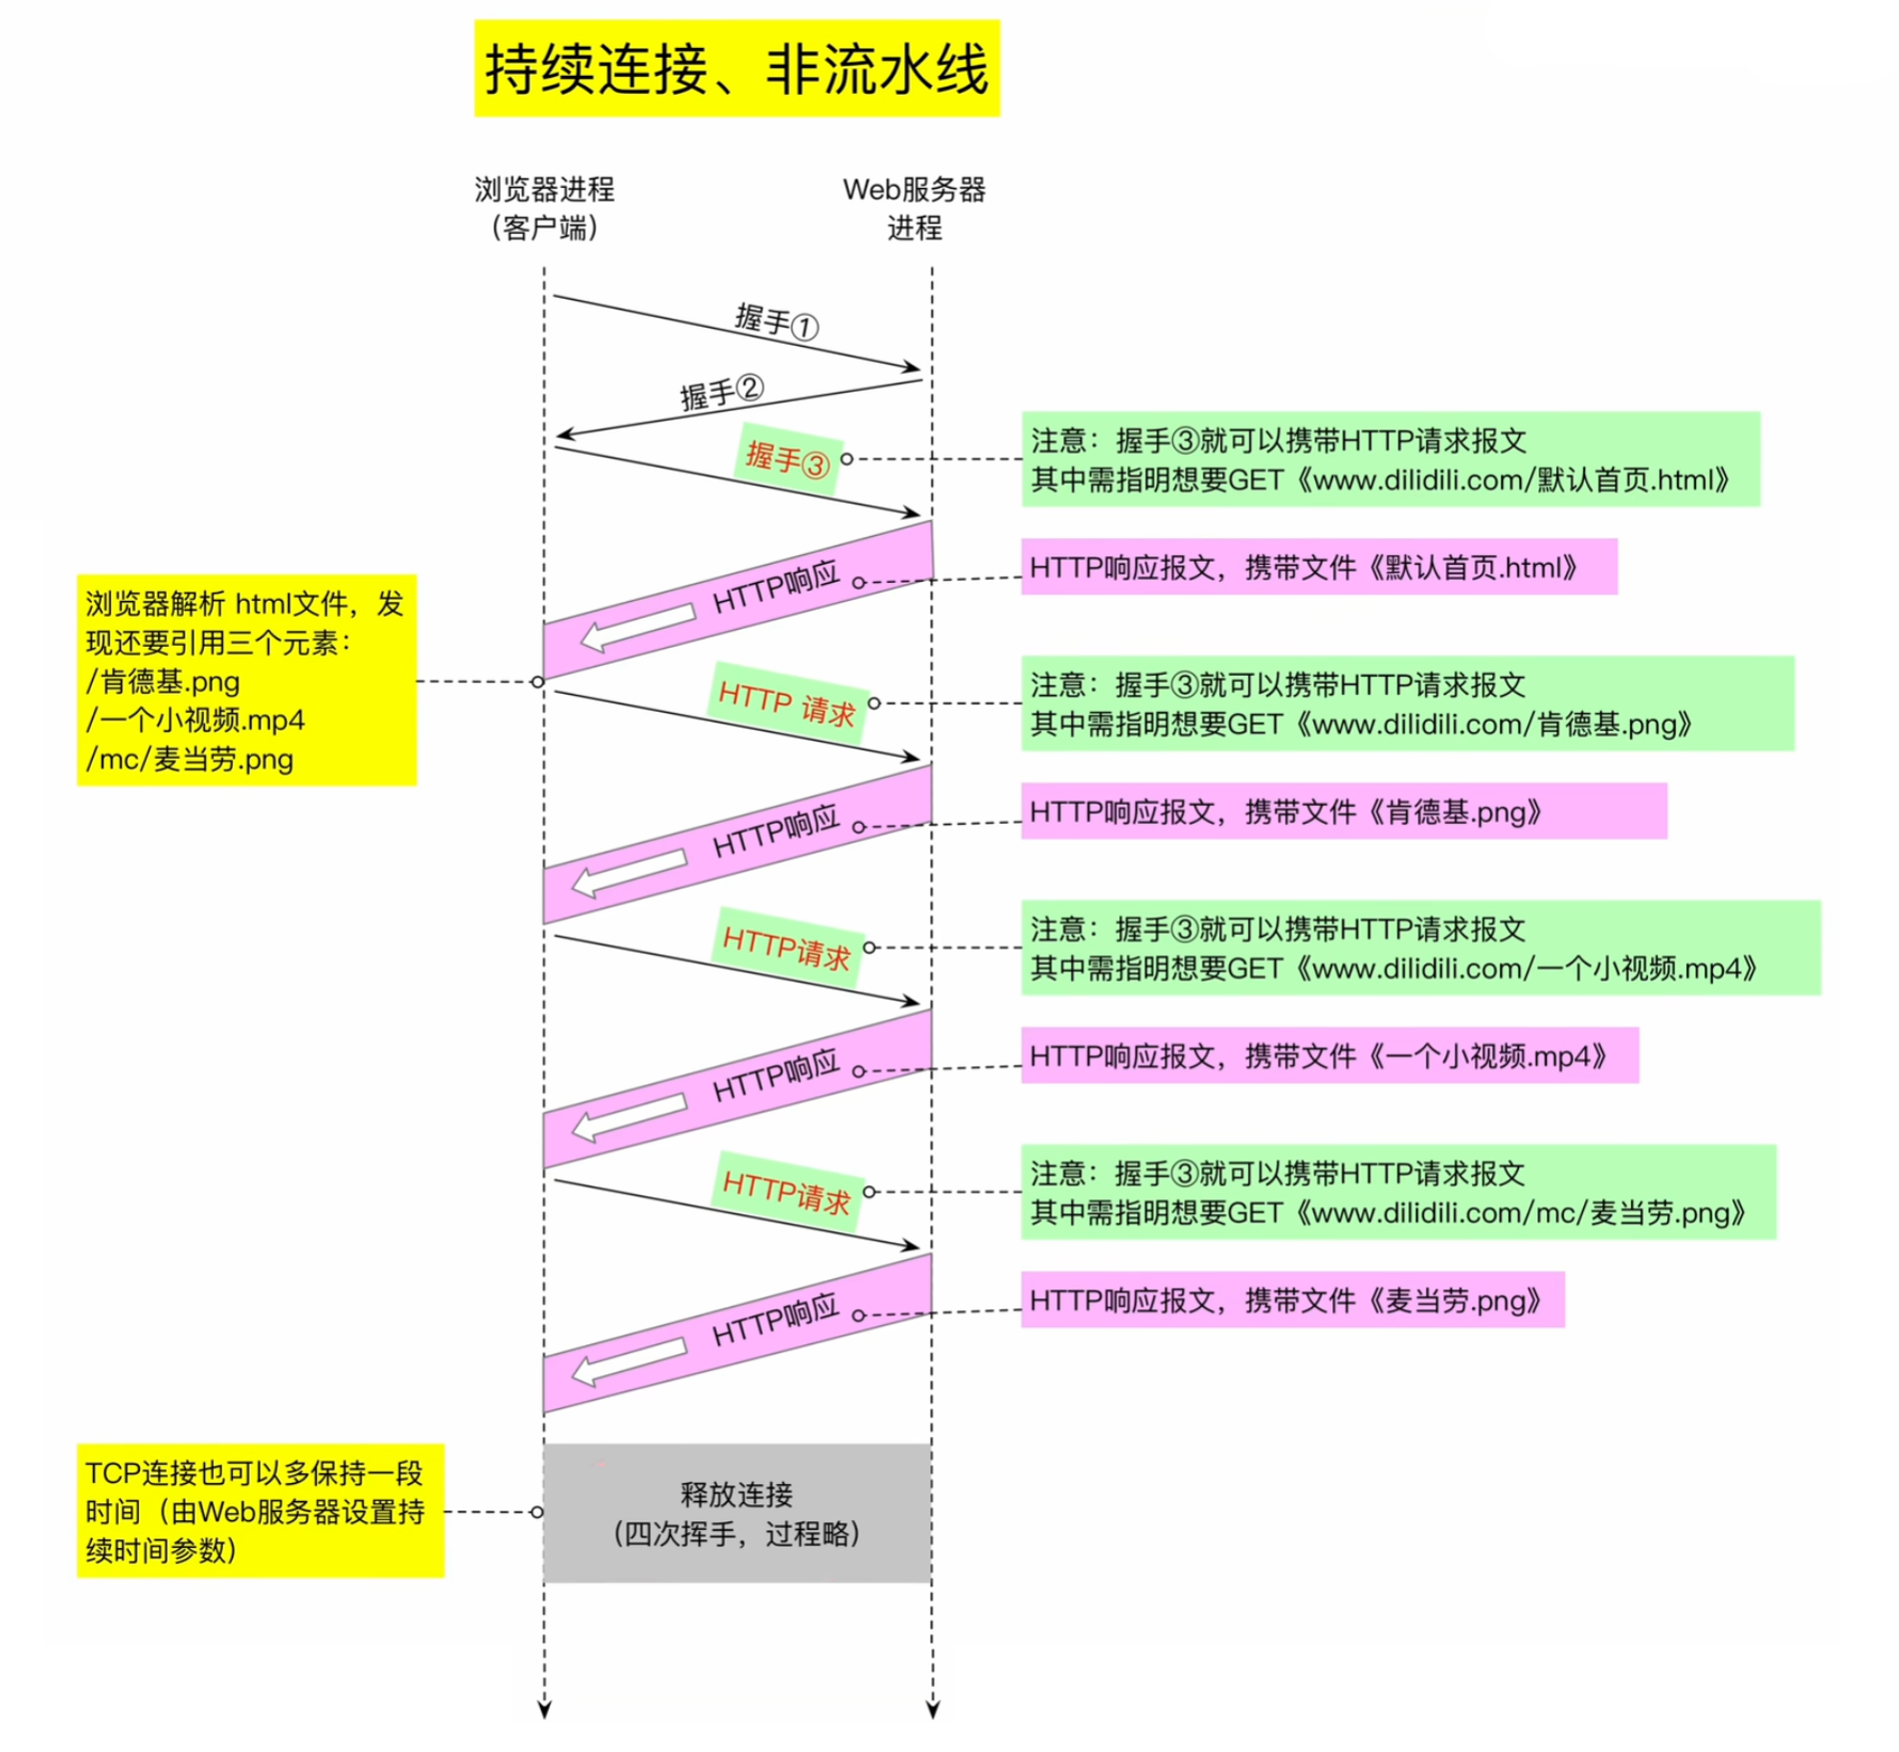 持续连接、非流水线
浏览器进程
（客户端）
Web服务器
进程
握手①
握手②
握手③
注意：握手③就可以携带HTTP请求报文
其中需指明想要GET《www.dilidili.com/默认首页.html》
HTTP响应
HTTP响应报文，携带文件《默认首页.html》
浏览器解析 html文件，发
现还要引用三个元素：
/肯德基.png
/一个小视频.mp4
/mc/麦当劳.png
HTTP 请求
注意：握手③就可以携带HTTP请求报文
其中需指明想要GET《www.dilidili.com/肯德基.png》
HTTP响应
HTTP响应报文，携带文件《肯德基.png》
HTTP请求
注意：握手③就可以携带HTTP请求报文
其中需指明想要GET《www.dilidili.com/一个小视频.mp4》
HTTP响应
HTTP响应报文，携带文件《一个小视频.mp4》
HTTP请求
注意：握手③就可以携带HTTP请求报文
其中需指明想要GET《www.dilidili.com/mc/麦当劳.png》
HTTP响应
HTTP响应报文，携带文件《麦当劳.png》
TCP连接也可以多保持一段
时间（由Web服务器设置持
续时间参数）
释放连接
（四次挥手，过程略）